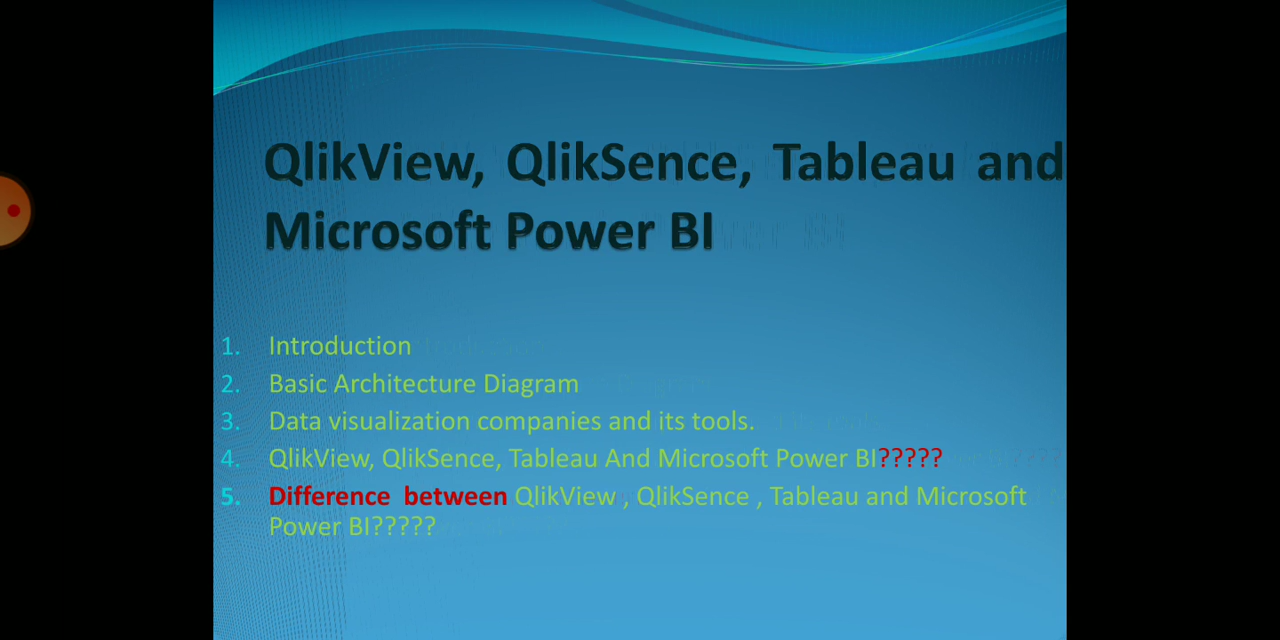 QlikView, QlikSence, Tableau and
Microsoft Power BI
1. Introduction
2. Basic Architecture Diagram
3. Data visualization companies and its tools.
4. QlikView, QlikSence, Tableau And Microsoft Power BI?????
5. Difference between QlikView , QlikSence , Tableau and Microsoft
Power BI?????